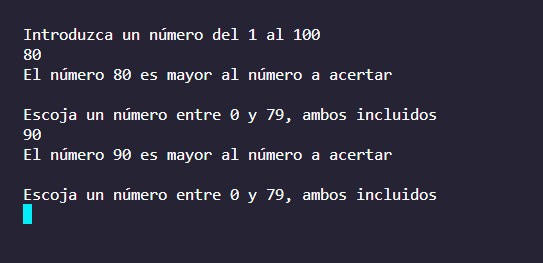 Introduzca un número del 1 al 100
80
El número 80 es mayor al número a acertar
Escoja un número entre 0 y 79, ambos incluidos
90
El número 90 es mayor al número a acertar
Escoja un número entre 0 y 79, ambos incluidos